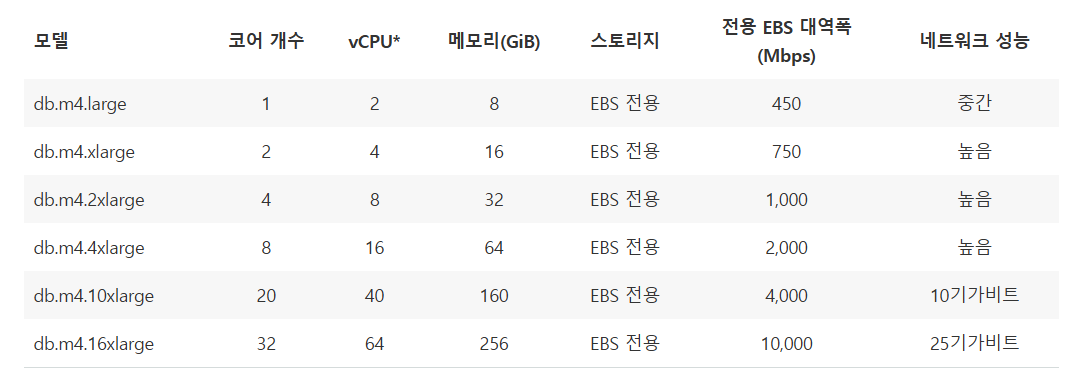 모델 코어 개수 vCPU* 메모리(GiB) 스토리지 전용 EBS 대역폭 (Mbps) 네트워크 성능
db.m4.large 1 2 8 EBS 전용 450 중간
db.m4.xlarge 2 4 16 EBS 전용 750 높음
db.m4.2xlarge 4 8 32 EBS 전용 1,000 높음
db.m4.4xlarge 8 16 64 EBS 전용 2,000 높음
db.m4.10xlarge 20 40 160 EBS 전용 4,000 10기가비트
db.m4.16xlarge 32 64 256 EBS 전용 10,000 25기가비트